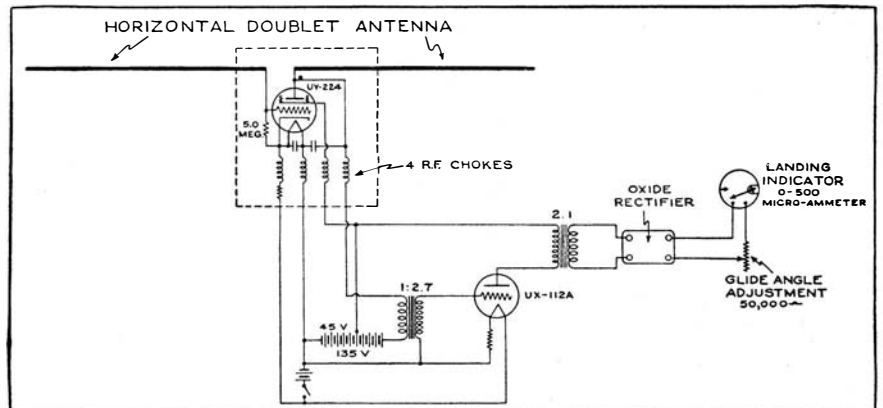 HORIZONTAL DOUBLET ANTENNA
UY-224
5.0
MEG.
4 R.F. CHOKES
LANDING
INDICATOR
0-500
MICRO-AMMETER
OXIDE
RECTIFIER
2.1
GLIDE ANGLE
ADJUSTMENT
50,000~
1:2.7
UX-112A
45 V
135 V